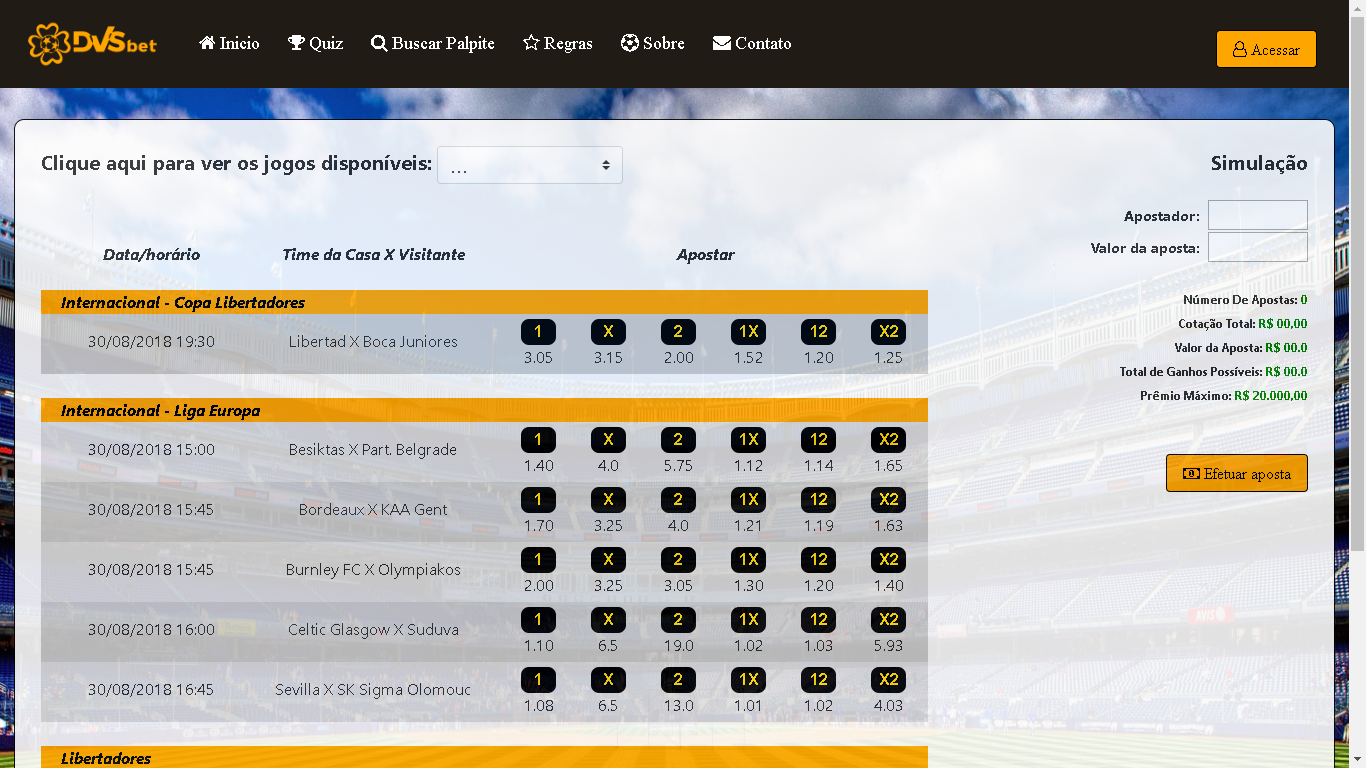 DVSbet
Inicio Quiz Buscar Palpite Regras Sobre Contato
Acessar
Clique aqui para ver os jogos disponíveis: ...
Data/horário Time da Casa X Visitante Apostar
Internacional - Copa Libertadores
30/08/2018 19:30 Libertad X Boca Juniores 1 X 2 1X 12 X2
3.05 3.15 2.00 1.52 1.20 1.25
Internacional - Liga Europa
30/08/2018 15:00 Besiktas X Part. Belgrade 1 X 2 1X 12 X2
1.40 4.0 5.75 1.12 1.14 1.65
30/08/2018 15:45 Bordeaux X KAA Gent 1 X 2 1X 12 X2
1.70 3.25 4.0 1.21 1.19 1.63
30/08/2018 15:45 Burnley FC X Olympiakos 1 X 2 1X 12 X2
2.00 3.25 3.05 1.30 1.20 1.40
30/08/2018 16:00 Celtic Glasgow X Suduva 1 X 2 1X 12 X2
1.10 6.5 19.0 1.02 1.03 5.93
30/08/2018 16:45 Sevilla X SK Sigma Olomouc 1 X 2 1X 12 X2
1.08 6.5 13.0 1.01 1.02 4.03
Libertadores
Simulação
Apostador:
Valor da aposta:
Número De Apostas: 0
Cotação Total: R$ 00,00
Valor da Aposta: R$ 00.0
Total de Ganhos Possíveis: R$ 00.0
Prêmio Máximo: R$ 20.000,00
Efetuar aposta
AVIS